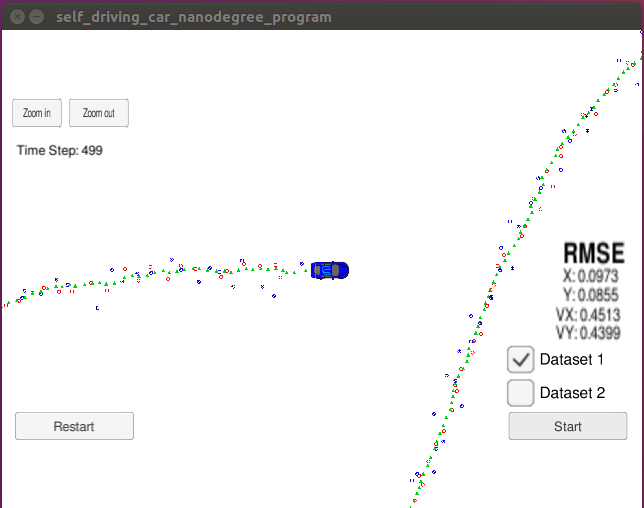 self_driving_car_nanodegree_program
Zoom in Zoom out
Time Step: 499
RMSE
X: 0.0973
Y: 0.0855
VX: 0.4513
VY: 0.4399
Dataset 1
Dataset 2
Restart
Start